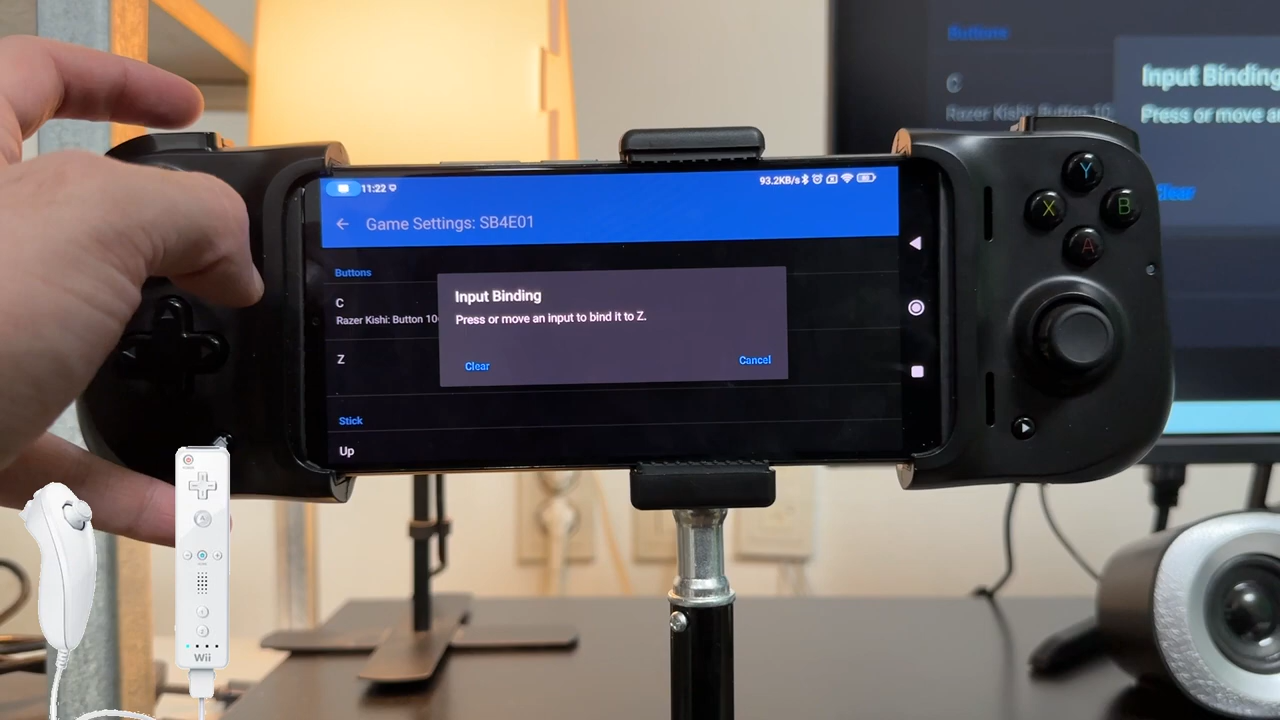 11:22
93.2KB/s
Game Settings: SB4E01
Buttons
C
Razer Kishi: Button 10
Z
Stick
Up
Input Binding
Press or move an input to bind it to Z.
Clear
Cancel
Y
X
B
A
Buttons
C
Razer Kishi: Button 10
Input Binding
Press or move a
Clear
A
1
2
Wii